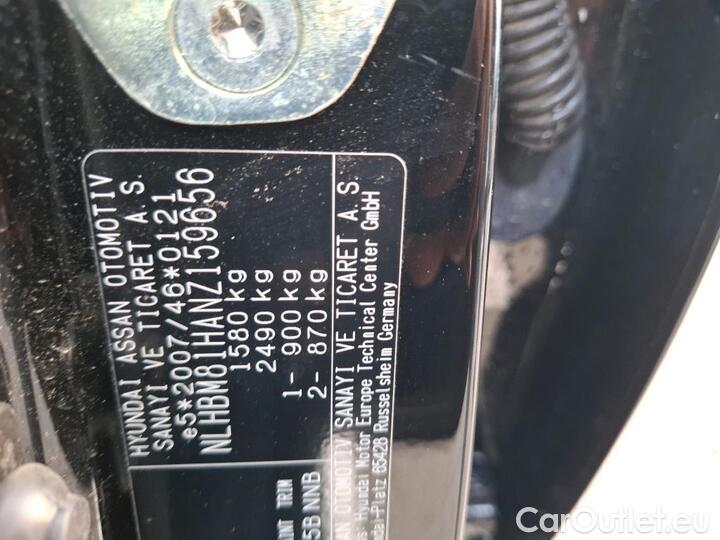 HYUNDAI ASSAN OTOMOTIV
SANAYI VE TICARET A.S.
e5*2007/46*0121
NLHBM81HANZ159656
1580 kg
2490 kg
1- 900 kg
2- 870 kg
TRIM
5B NNB
OTOMOTIV SANAYI VE TICARET A.S.
Hyundai Motor Europe Technical Center GmbH
-Platz 65428 Russelsheim Germany
CarOutlet.eu